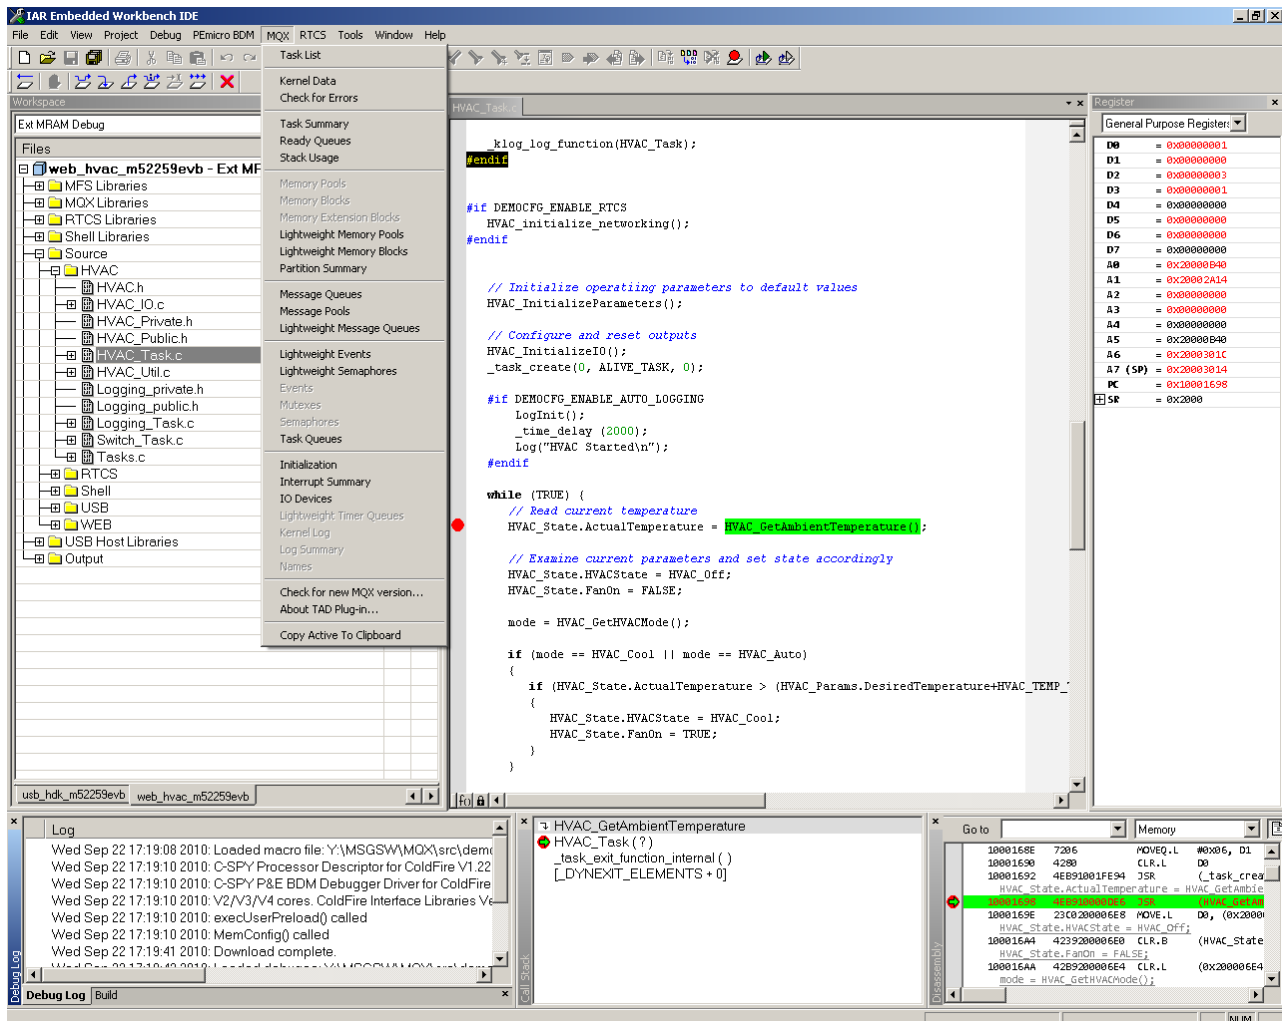 IAR Embedded Workbench IDE
File Edit View Project Debug PEmicro BDM MQX RTCS Tools Window Help
Task List
Kernel Data
Check for Errors
Task Summary
Ready Queues
Stack Usage
Memory Pools
Memory Blocks
Memory Extension Blocks
Lightweight Memory Pools
Lightweight Memory Blocks
Partition Summary
Message Queues
Message Pools
Lightweight Message Queues
Lightweight Events
Lightweight Semaphores
Events
Mutexes
Semaphores
Task Queues
Initialization
Interrupt Summary
IO Devices
Lightweight Timer Queues
Kernel Log
Log Summary
Names
Check for new MQX version...
About TAD Plug-in...
Copy Active To Clipboard
Workspace
Ext MRAM Debug
Files
web_hvac_m52259evb - Ext MF
MFS Libraries
MQX Libraries
RTCS Libraries
Shell Libraries
Source
HVAC
HVAC.h
HVAC_IO.c
HVAC_Private.h
HVAC_Public.h
HVAC_Task.c
HVAC_Util.c
Logging_private.h
Logging_public.h
Logging_Task.c
Switch_Task.c
Tasks.c
RTCS
Shell
USB
WEB
USB Host Libraries
Output
usb_hdk_m52259evb web_hvac_m52259evb
HVAC_Task.c
_klog_log_function(HVAC_Task);
#endif
#if DEMOCFG_ENABLE_RTCS
HVAC_initialize_networking();
#endif
// Initialize operatiing parameters to default values
HVAC_InitializeParameters();
// Configure and reset outputs
HVAC_InitializeIO();
_task_create(0, ALIVE_TASK, 0);
#if DEMOCFG_ENABLE_AUTO_LOGGING
LogInit();
_time_delay (2000);
Log("HVAC Started\n");
#endif
while (TRUE) {
// Read current temperature
HVAC_State.ActualTemperature = HVAC_GetAmbientTemperature();
// Examine current parameters and set state accordingly
HVAC_State.HVACState = HVAC_Off;
HVAC_State.FanOn = FALSE;
mode = HVAC_GetHVACMode();
if (mode == HVAC_Cool || mode == HVAC_Auto)
{
if (HVAC_State.ActualTemperature > (HVAC_Params.DesiredTemperature+HVAC_TEMP_
{
HVAC_State.HVACState = HVAC_Cool;
HVAC_State.FanOn = TRUE;
}
}
Register
General Purpose Registers
D0 = 0x00000001
D1 = 0x00000000
D2 = 0x00000003
D3 = 0x00000001
D4 = 0x00000000
D5 = 0x00000000
D6 = 0x00000000
D7 = 0x00000000
A0 = 0x20000B40
A1 = 0x20002A14
A2 = 0x00000000
A3 = 0x00000000
A4 = 0x00000000
A5 = 0x20000B40
A6 = 0x2000301C
A7 (SP) = 0x20003014
PC = 0x10001698
SR = 0x2000
Log
Wed Sep 22 17:19:08 2010: Loaded macro file: Y:\MSGSW\MQX\src\demo
Wed Sep 22 17:19:10 2010: C-SPY Processor Descriptor for ColdFire V1.22
Wed Sep 22 17:19:10 2010: C-SPY P&E BDM Debugger Driver for ColdFire
Wed Sep 22 17:19:10 2010: V2/V3/V4 cores. ColdFire Interface Libraries Ve
Wed Sep 22 17:19:10 2010: execUserPreload() called
Wed Sep 22 17:19:10 2010: MemConfig() called
Wed Sep 22 17:19:41 2010: Download complete.
Debug Log
Debug Log Build
HVAC_GetAmbientTemperature
HVAC_Task ( ? )
_task_exit_function_internal ( )
[_DYNEXIT_ELEMENTS + 0]
Call Stack
Go to Memory
1000168E 7206 MOVEQ.L #0x06, D1
10001690 4280 CLR.L D0
10001692 4EB91001FE94 JSR (_task_crea
HVAC_State.ActualTemperature = HVAC_GetAmbie
10001698 4EB910000DE6 JSR (HVAC_GetAm
1000169E 23C0200006E8 MOVE.L D0, (0x2000
HVAC_State.HVACState = HVAC_Off;
100016A4 4239200006E0 CLR.B (HVAC_State
HVAC_State.FanOn = FALSE;
100016AA 42B9200006E4 CLR.L (0x200006E4
mode = HVAC_GetHVACMode();
Disassembly
NUM